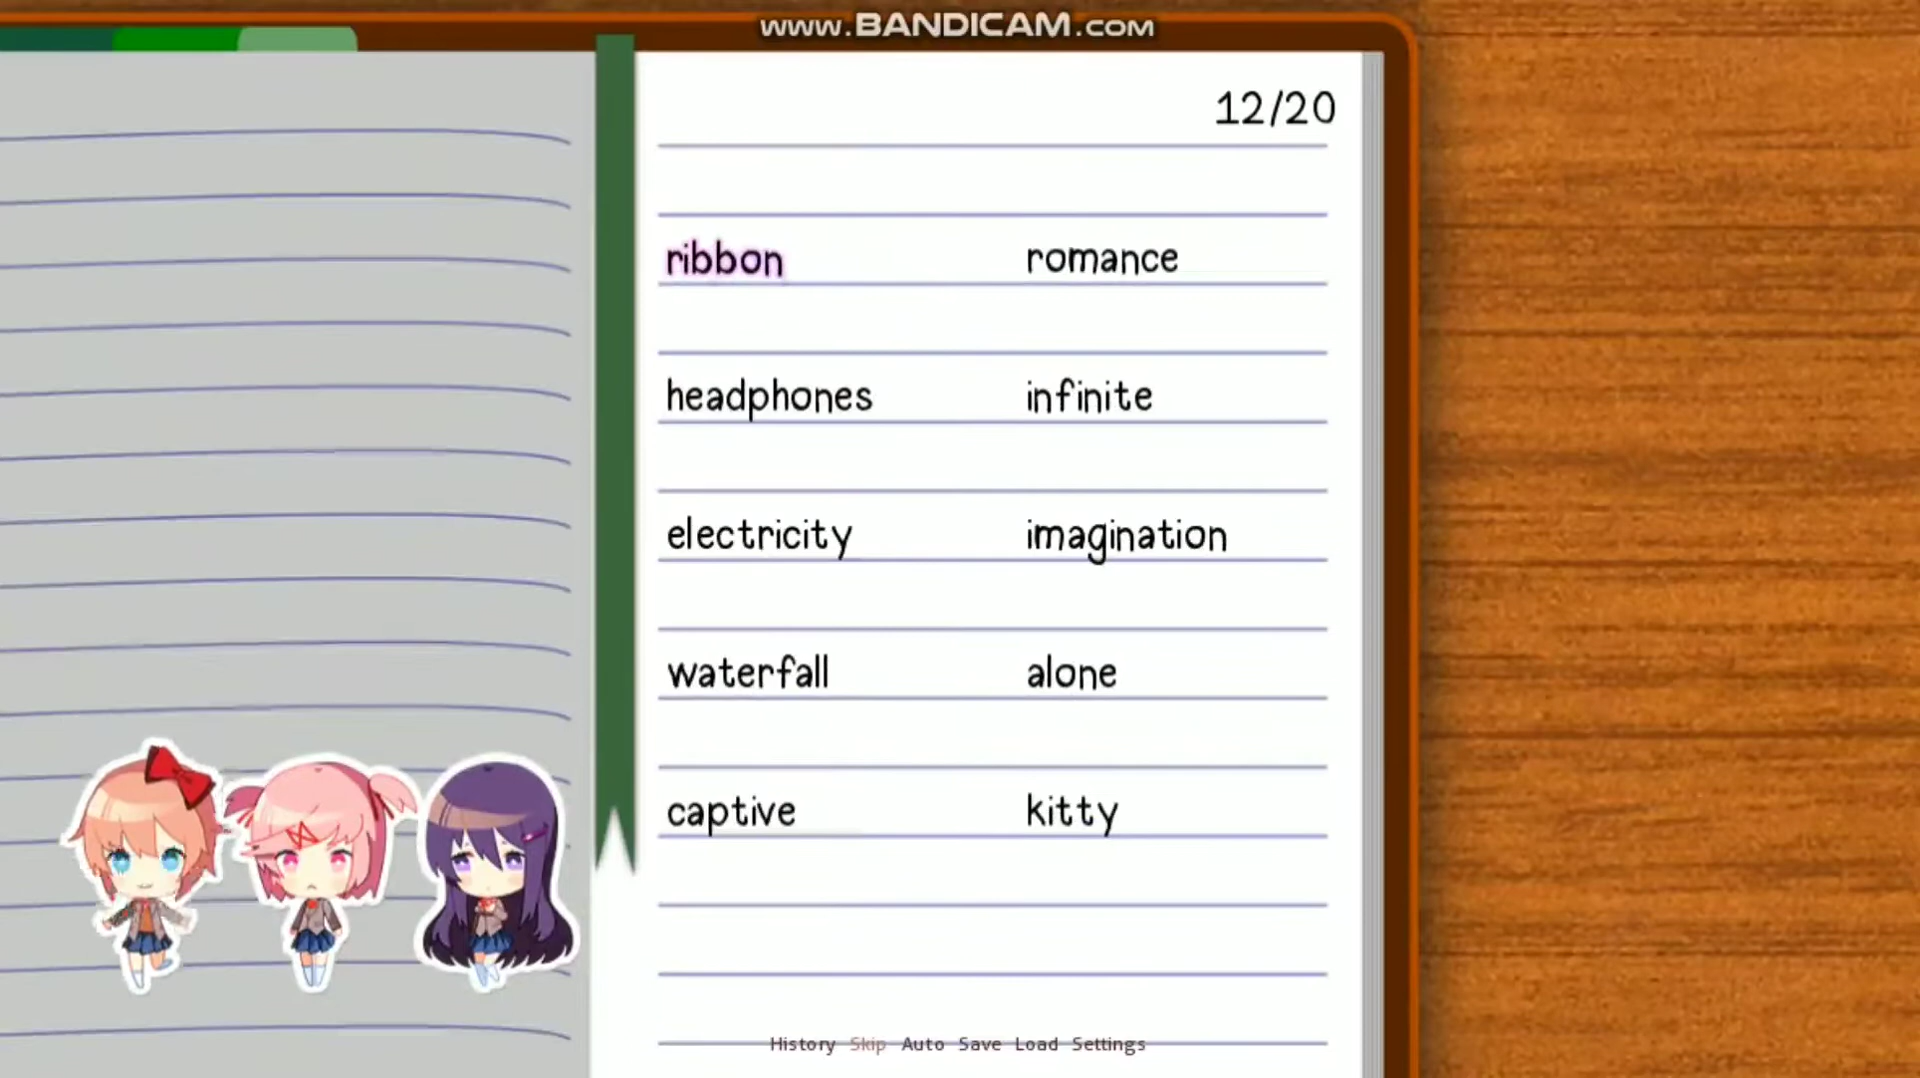 www.BANDICAM.com
12/20
ribbon romance
headphones infinite
electricity imagination
waterfall alone
captive kitty
History Skip Auto Save Load Settings